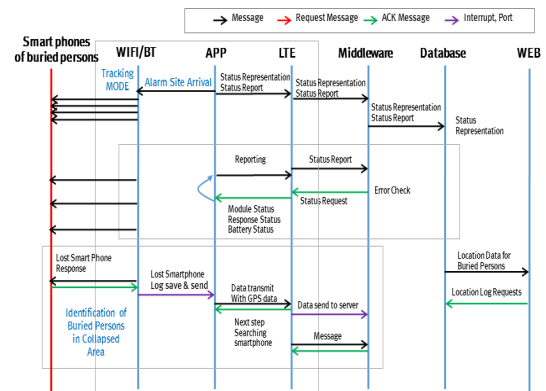 Message
Request Message
ACK Message
Interrupt, Port
Smart phones
of buried persons
WIFI/BT
APP
LTE
Middleware
Database
WEB
Tracking
MODE
Alarm Site Arrival
Status Representation
Status Report
Status Representation
Status Report
Status Representation
Status Report
Status
Representation
Reporting
Status Report
Error Check
Status Request
Module Status
Response Status
Battery Status
Lost Smart Phone
Response
Lost Smartphone
Log save & send
Data transmit
With GPS data
Data send to server
Location Data for
Buried Persons
Location Log Requests
Identification of
Buried Persons
in Collapsed
Area
Next step
Searching
smartphone
Message